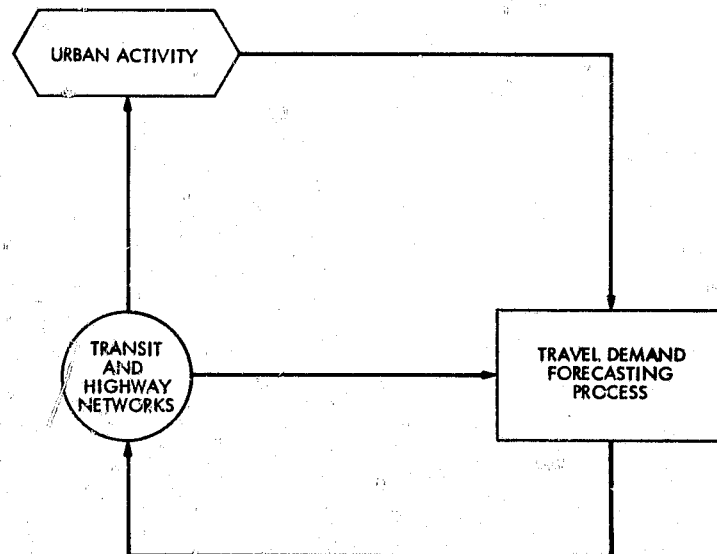 URBAN ACTIVITY
TRANSIT
AND
HIGHWAY
NETWORKS
TRAVEL DEMAND
FORECASTING
PROCESS